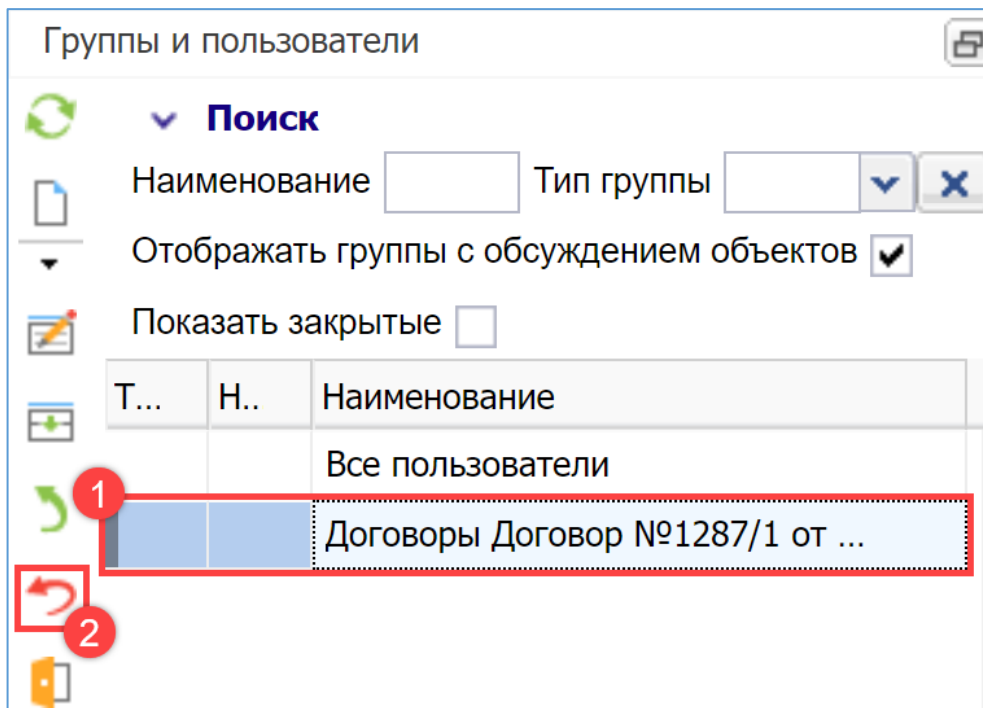 Группы и пользователи
Поиск
Наименование Тип группы
Отображать группы с обсуждением объектов
Показать закрытые
Т... Н.. Наименование
Все пользователи
1
Договоры Договор №1287/1 от ...
2